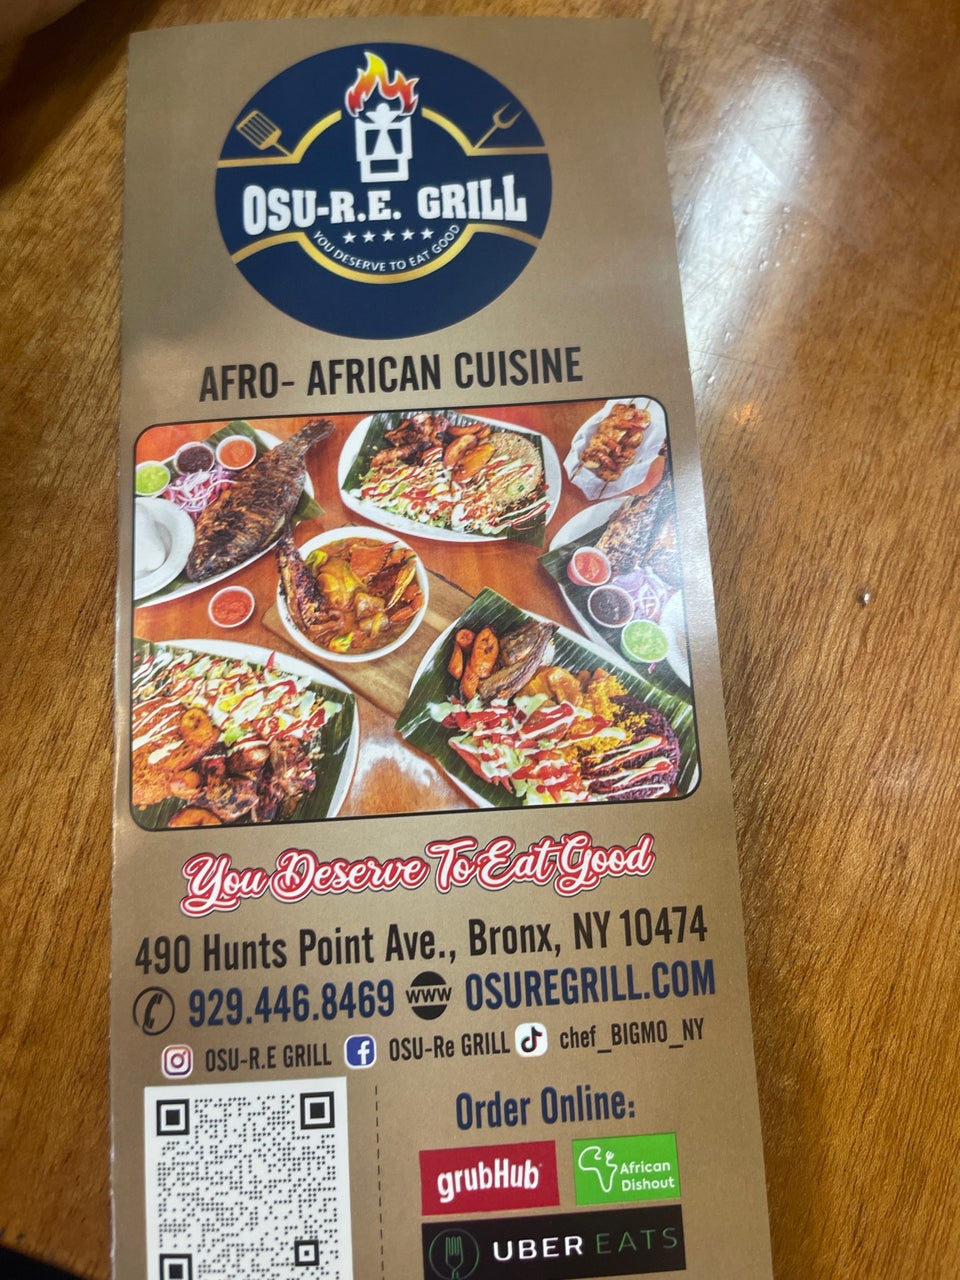 OSU-R.E. GRILL
YOU DESERVE TO EAT GOOD
AFRO- AFRICAN CUISINE
You Deserve To Eat Good
490 Hunts Point Ave., Bronx, NY 10474
929.446.8469 www OSUREGRILL.COM
OSU-R.E GRILL OSU-Re GRILL chef_BIGMO_NY
Order Online:
grubHub
African
Dishout
UBER EATS